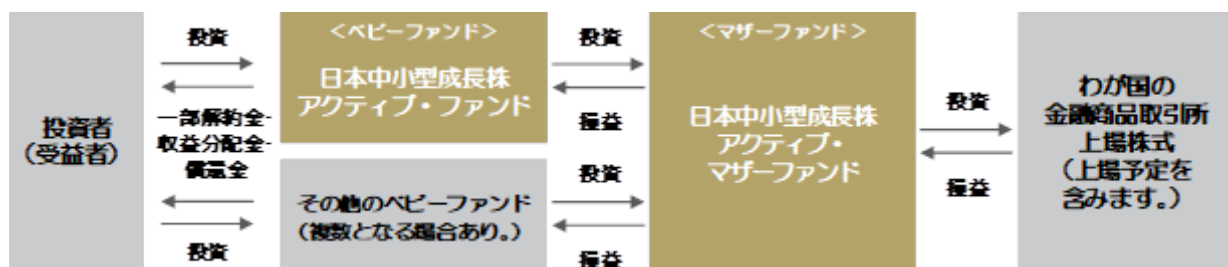 投資者
（受益者）
投資
一部解約金・
収益分配金・
償還金
投資
＜ベビーファンド＞
日本中小型成長株
アクティブ・ファンド
その他のベビーファンド
（複数となる場合あり。）
投資
損益
投資
損益
＜マザーファンド＞
日本中小型成長株
アクティブ・
マザーファンド
投資
損益
わが国の
金融商品取引所
上場株式
（上場予定を
含みます。）